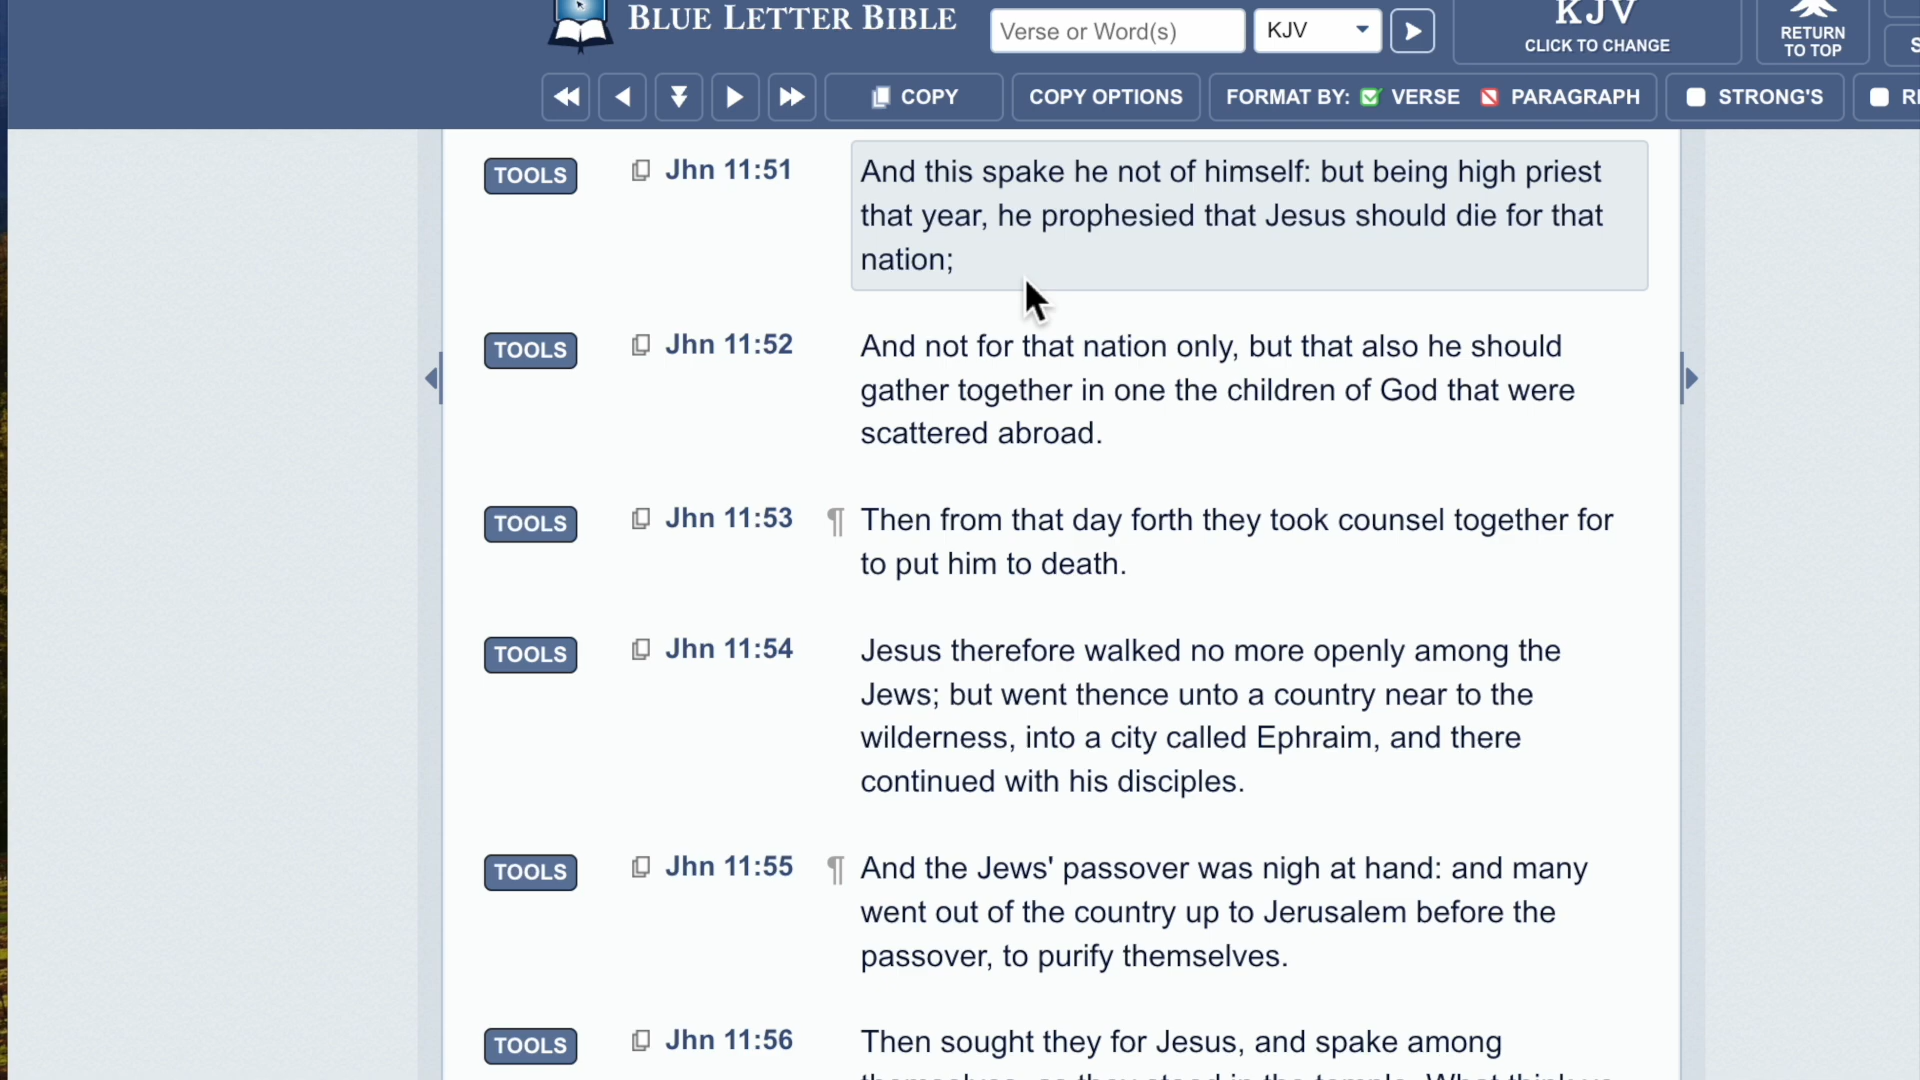 BLUE LETTER BIBLE
Verse or Word(s)
KJV
KJV
CLICK TO CHANGE
RETURN
TO TOP
COPY
COPY OPTIONS
FORMAT BY: VERSE PARAGRAPH
STRONG'S
TOOLS
Jhn 11:51
And this spake he not of himself: but being high priest
that year, he prophesied that Jesus should die for that
nation;
TOOLS
Jhn 11:52
And not for that nation only, but that also he should
gather together in one the children of God that were
scattered abroad.
TOOLS
Jhn 11:53
¶ Then from that day forth they took counsel together for
to put him to death.
TOOLS
Jhn 11:54
Jesus therefore walked no more openly among the
Jews; but went thence unto a country near to the
wilderness, into a city called Ephraim, and there
continued with his disciples.
TOOLS
Jhn 11:55
¶ And the Jews' passover was nigh at hand: and many
went out of the country up to Jerusalem before the
passover, to purify themselves.
TOOLS
Jhn 11:56
Then sought they for Jesus, and spake among